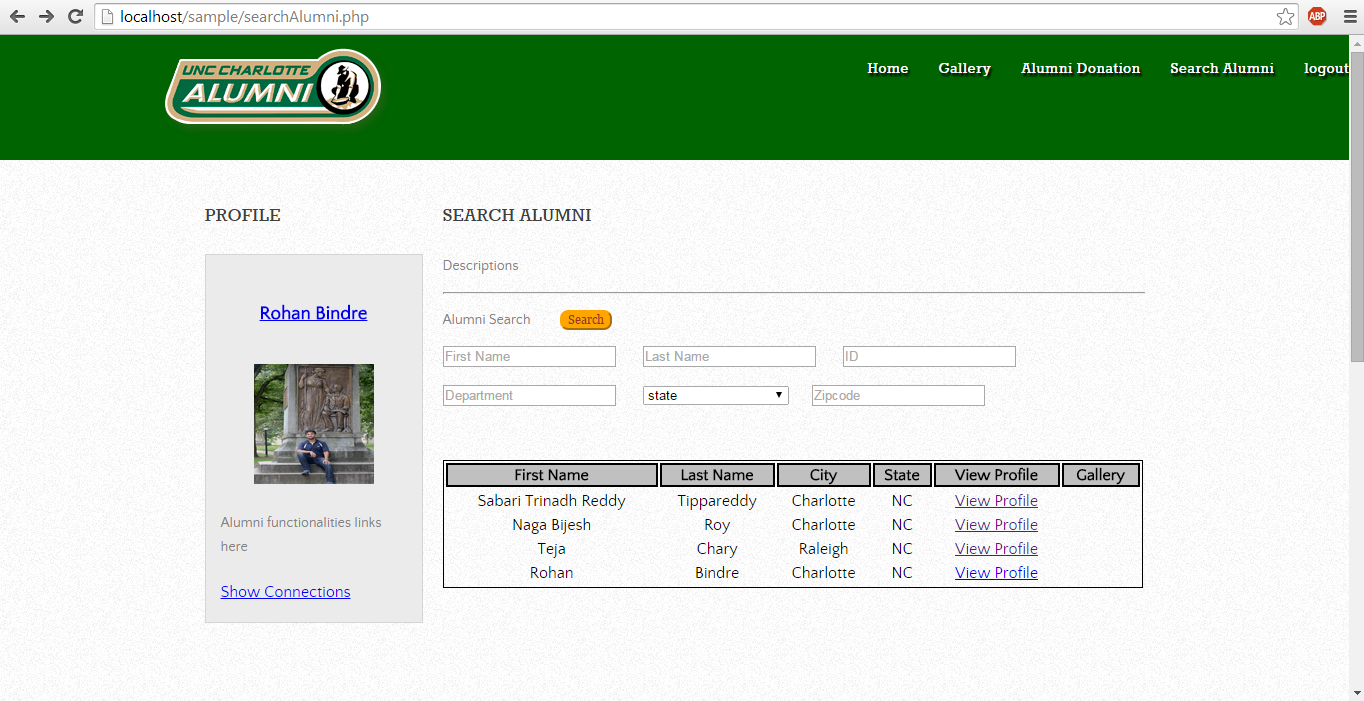 localhost/sample/searchAlumni.php
ABP
UNC CHARLOTTE
ALUMNI
Home Gallery Alumni Donation Search Alumni logout
PROFILE
SEARCH ALUMNI
Rohan Bindre
Alumni functionalities links
here
Show Connections
Descriptions
Alumni Search Search
First Name Last Name ID
Department state Zipcode
First Name Last Name City State View Profile Gallery
Sabari Trinadh Reddy Tippareddy Charlotte NC View Profile
Naga Bijesh Roy Charlotte NC View Profile
Teja Chary Raleigh NC View Profile
Rohan Bindre Charlotte NC View Profile